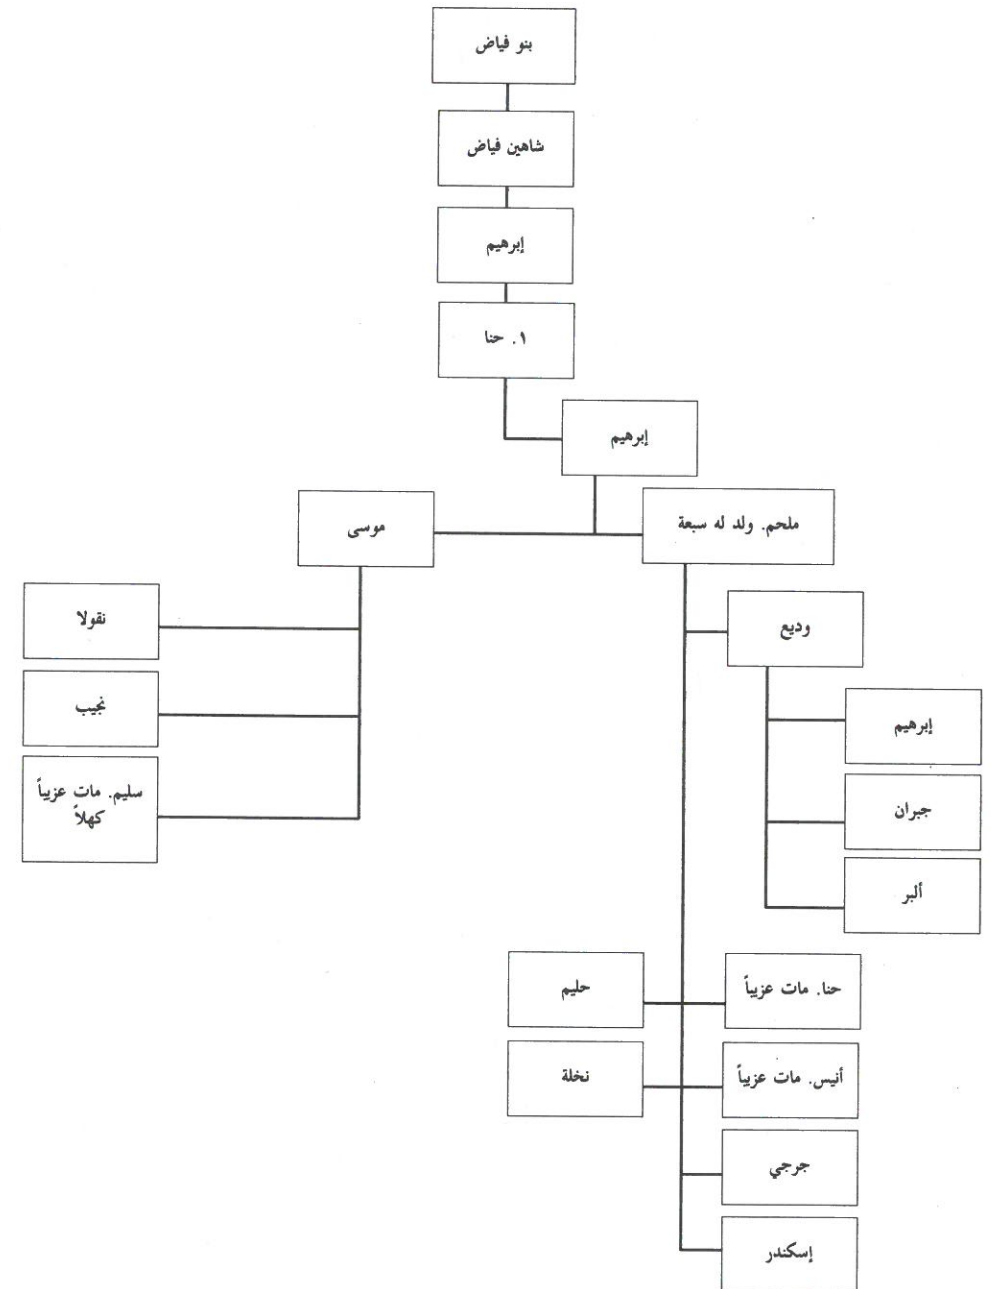 بنو فياض
شاهين فياض
إبرهيم
١. حنا
إبرهيم
ملحم. ولد له سبعة
موسى
وديع
إبرهيم
جبران
ألبر
نقولا
نجيب
سليم. مات عزيباً
كهلاً
حنا. مات عزيباً
حليم
أنيس. مات عزيباً
نخلة
جرجي
إسكندر